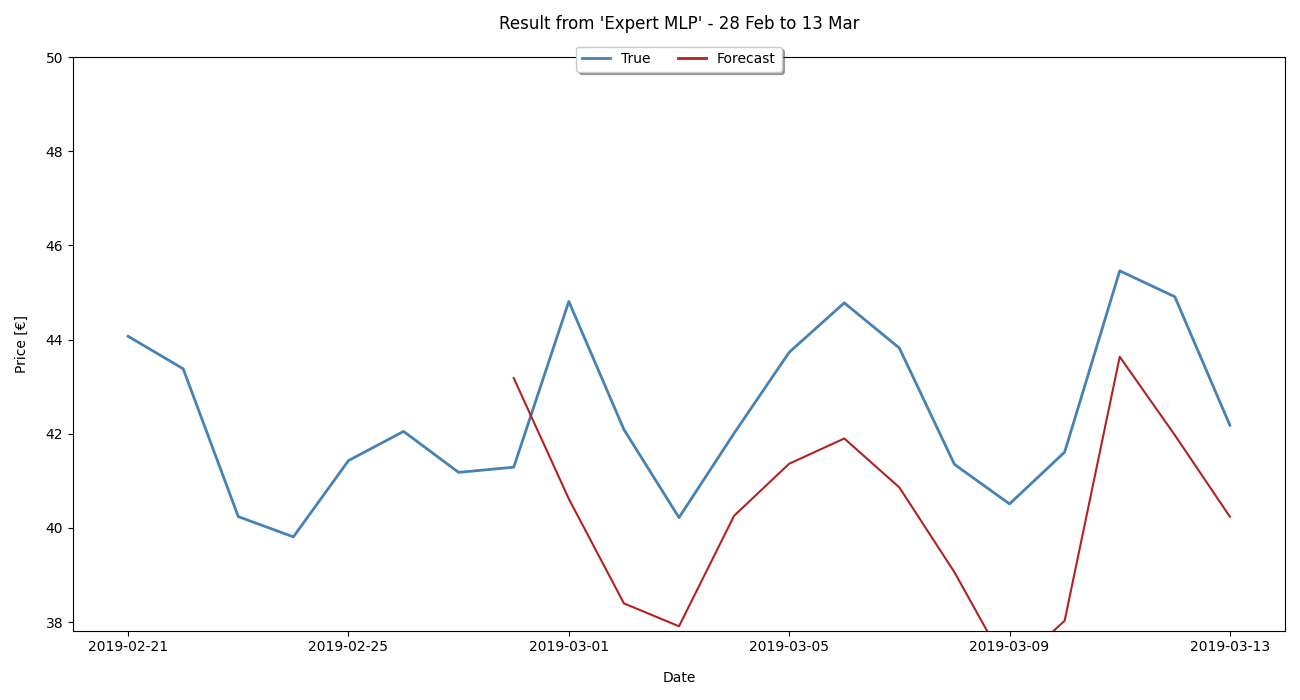 Result from 'Expert MLP' - 28 Feb to 13 Mar
True Forecast
50
48
46
44
42
40
38
Price [€]
2019-02-21 2019-02-25 2019-03-01 2019-03-05 2019-03-09 2019-03-13
Date